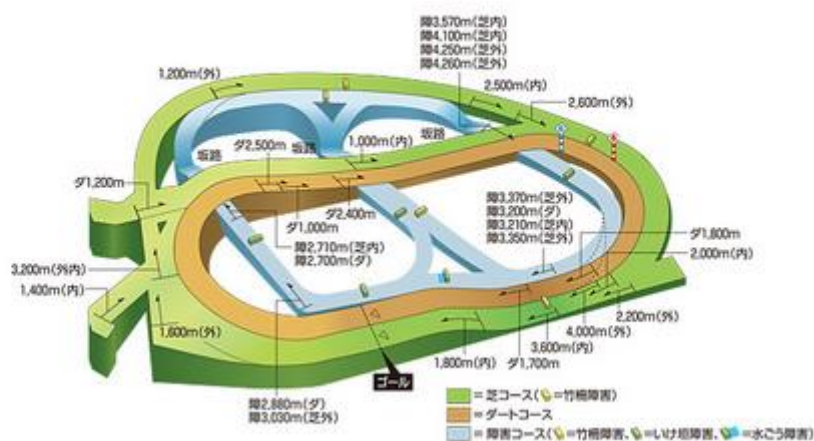 障3,570m(芝内)
障4,100m(芝内)
障4,250m(芝外)
障4,260m(芝外)
1,200m(外)
2,500m(内)
2,600m(外)
坂路
坂路
坂路
1,000m(内)
ダ2,500m
ダ1,200m
ダ1,000m
ダ2,400m
障3,370m(芝外)
障3,200m(ダ)
障3,210m(芝内)
障3,350m(芝外)
ダ1,800m
2,000m(内)
障2,710m(芝内)
障2,700m(ダ)
3,200m(外内)
1,400m(内)
1,600m(外)
2,200m(外)
4,000m(外)
3,600m(内)
ダ1,700m
1,800m(内)
ゴール
障2,880m(ダ)
障3,030m(芝外)
=芝コース(=竹柵障害)
=ダートコース
=障害コース(=竹柵障害、=いけ垣障害、=水ごう障害)